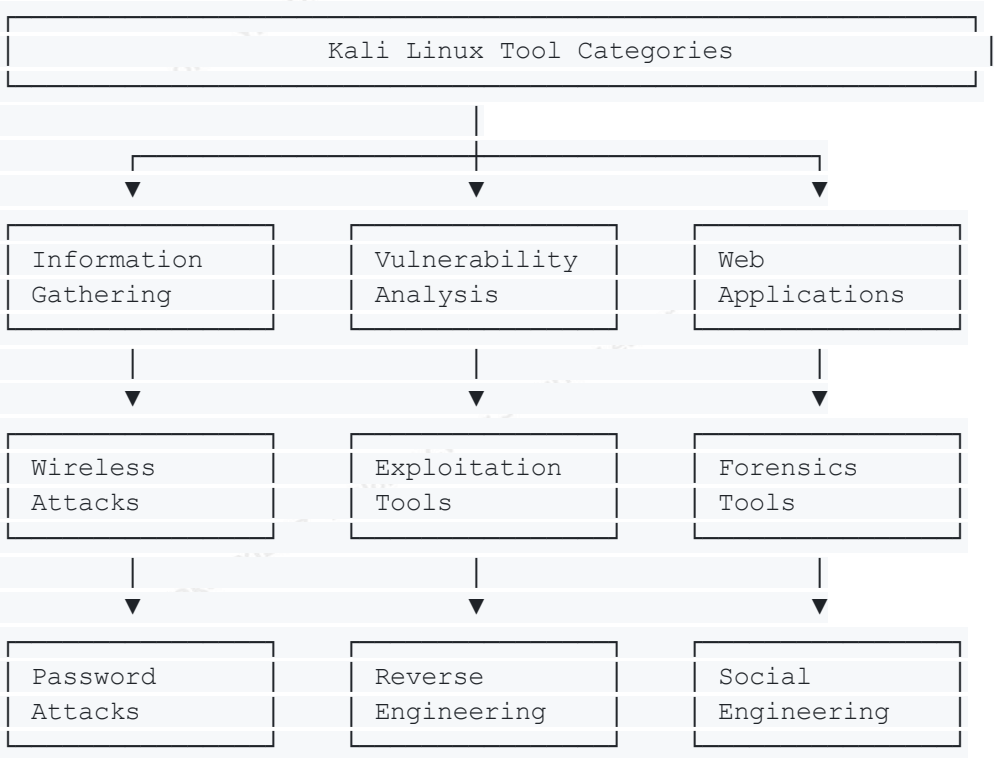 Kali Linux Tool Categories
Information Vulnerability Web
Gathering Analysis Applications
Wireless Exploitation Forensics
Attacks Tools Tools
Password Reverse Social
Attacks Engineering Engineering